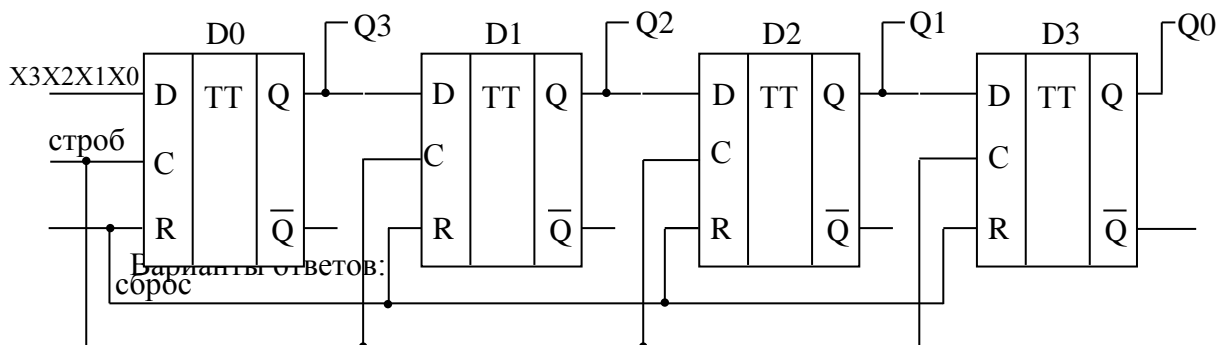 D0 Q3 D1 Q2 D2 Q1 D3 Q0
X3X2X1X0 D TT Q D TT Q D TT Q D TT Q
строб C C C C
R Q R Q R Q R Q
Варианты ответов:
сброс